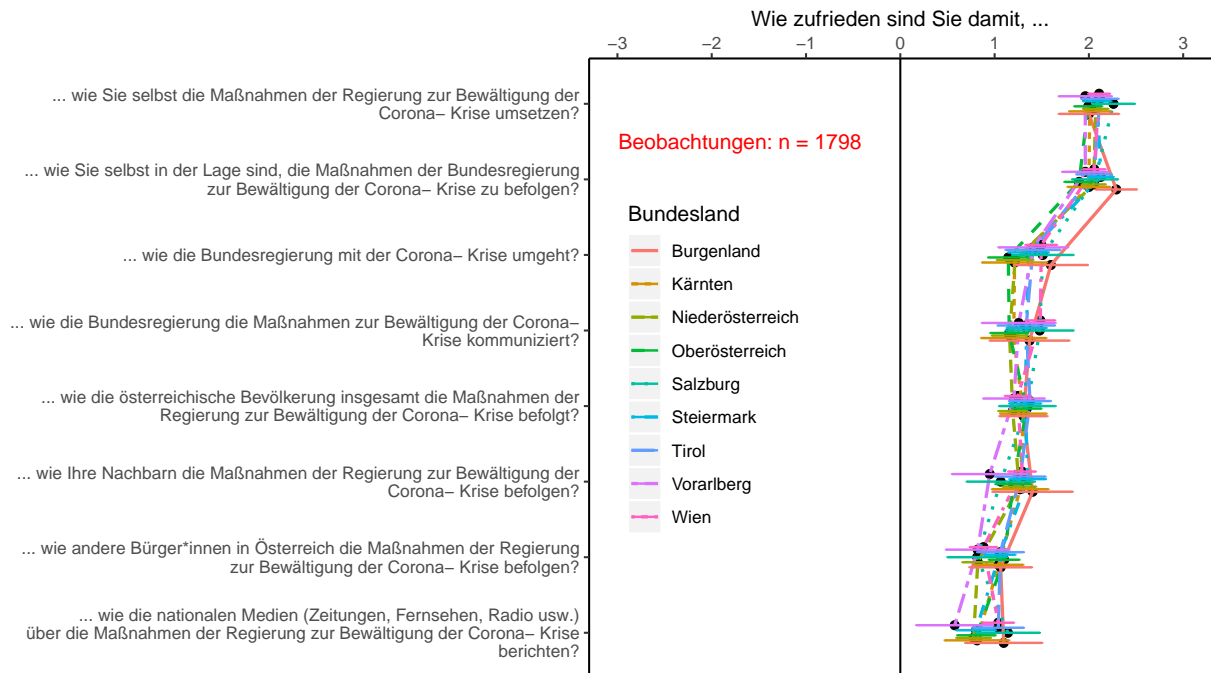 Wie zufrieden sind Sie damit, ...
−3 −2 −1 0 1 2 3
... wie Sie selbst die Maßnahmen der Regierung zur Bewältigung der
Corona− Krise umsetzen?
Beobachtungen: n = 1798
... wie Sie selbst in der Lage sind, die Maßnahmen der Bundesregierung
zur Bewältigung der Corona− Krise zu befolgen?
... wie die Bundesregierung mit der Corona− Krise umgeht?
... wie die Bundesregierung die Maßnahmen zur Bewältigung der Corona−
Krise kommuniziert?
... wie die österreichische Bevölkerung insgesamt die Maßnahmen der
Regierung zur Bewältigung der Corona− Krise befolgt?
... wie Ihre Nachbarn die Maßnahmen der Regierung zur Bewältigung der
Corona− Krise befolgen?
... wie andere Bürger*innen in Österreich die Maßnahmen der Regierung
zur Bewältigung der Corona− Krise befolgen?
... wie die nationalen Medien (Zeitungen, Fernsehen, Radio usw.)
über die Maßnahmen der Regierung zur Bewältigung der Corona− Krise
berichten?
Bundesland
Burgenland
Kärnten
Niederösterreich
Oberösterreich
Salzburg
Steiermark
Tirol
Vorarlberg
Wien